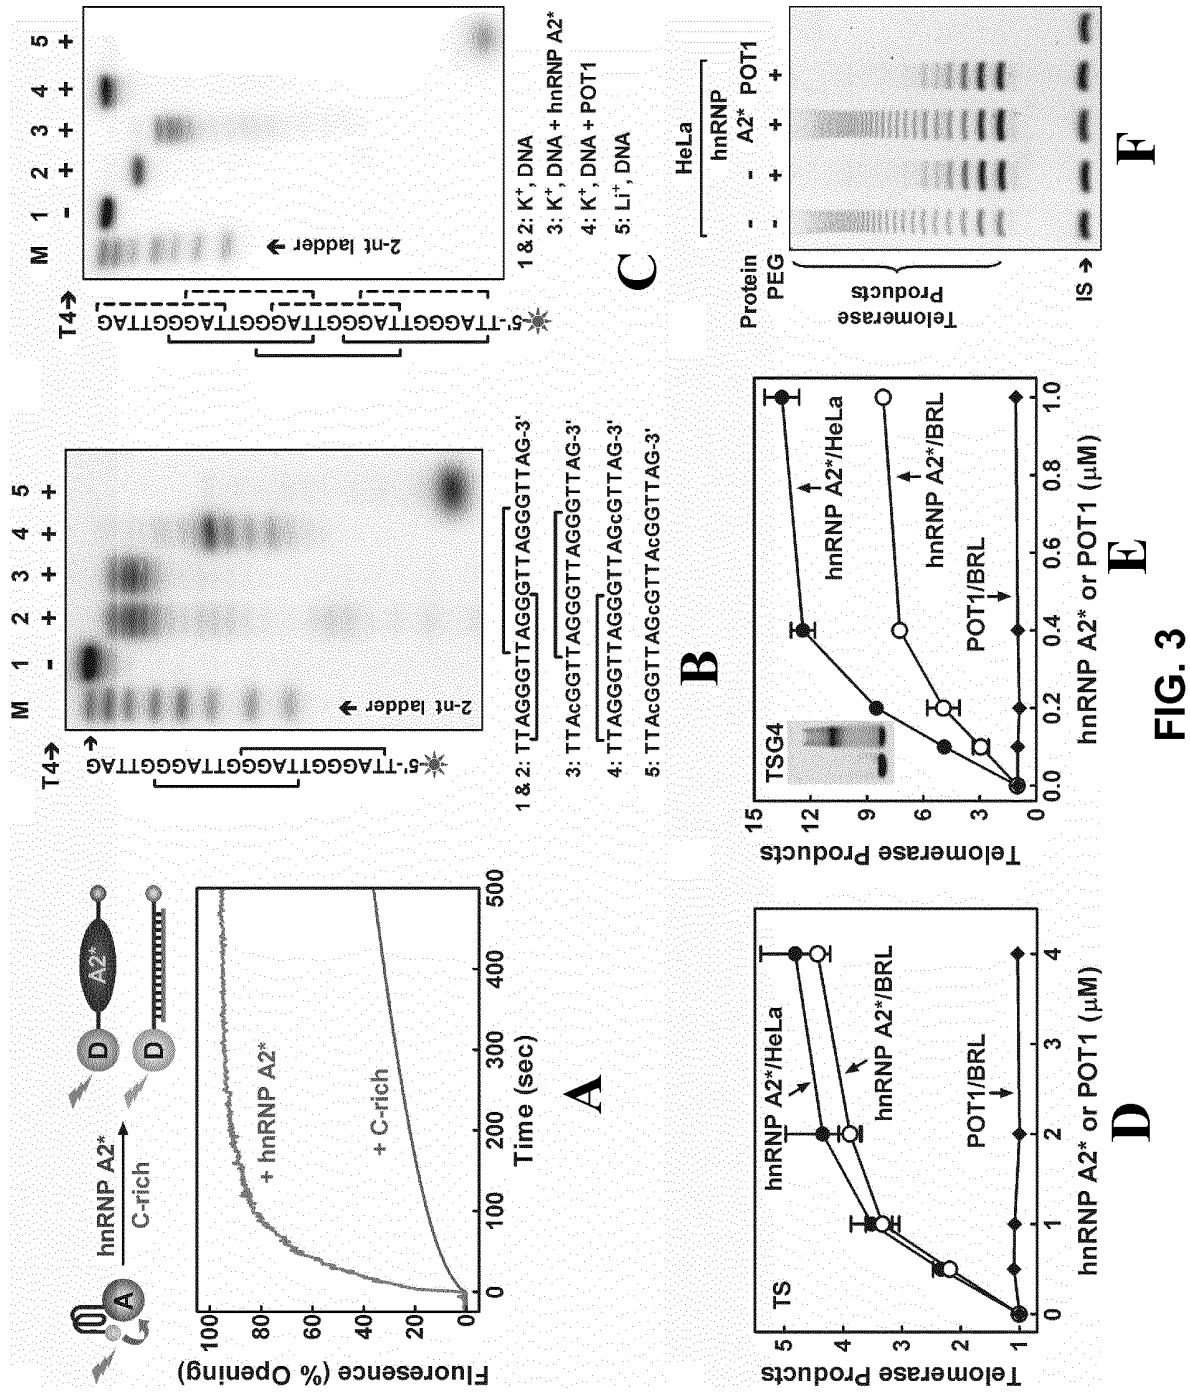 hnRNP A2*
C-rich
A
D
A2*
D
Fluoresence (% Opening)
100
80
60
40
20
0
+ hnRNP A2*
+ C-rich
0
100
200
300
400
500
Time (sec)
A
T4→
M 1 2 3 4 5
- + + + +
5'-TTAGGGTTAGGGTTAGGGTTAG
2-nt ladder
1 & 2: TTAGGGTTAGGGTTAGGGTTAG-3'
3: TTAcGGTTAGGGTTAGGGTTAG-3'
4: TTAGGGTTAGGGTTAGcGTTAG-3'
5: TTAcGGTTAGcGTTAcGGTTAG-3'
B
T4→
M 1 2 3 4 5
- + + + +
2-nt ladder
1 & 2: K+, DNA
3: K+, DNA + hnRNP A2*
4: K+, DNA + POT1
5: Li+, DNA
C
Telomerase Products
5
4
3
2
1
TS
hnRNP A2*/HeLa
hnRNP A2*/BRL
POT1/BRL
0
1
2
3
4
hnRNP A2* or POT1 (μM)
D
Telomerase Products
15
12
9
6
3
0
TSG4
hnRNP A2*/HeLa
hnRNP A2*/BRL
POT1/BRL
0.0
0.2
0.4
0.6
0.8
1.0
hnRNP A2* or POT1 (μM)
E
HeLa
hnRNP
Protein - - A2* POT1
PEG - + + +
Telomerase
Products
IS→
F
FIG. 3